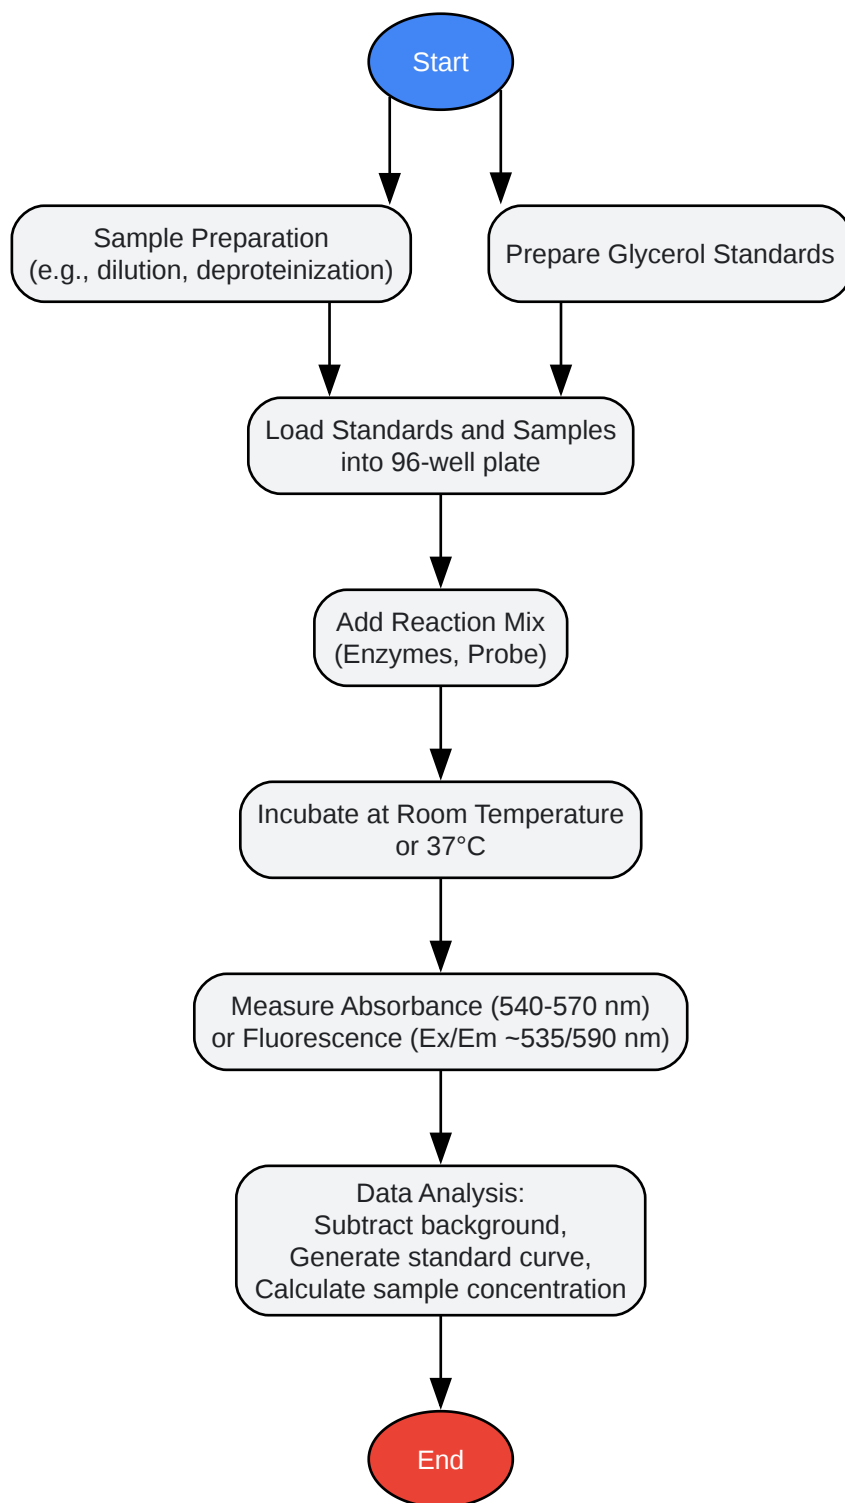 Start
Sample Preparation
(e.g., dilution, deproteinization)
Prepare Glycerol Standards
Load Standards and Samples
into 96-well plate
Add Reaction Mix
(Enzymes, Probe)
Incubate at Room Temperature
or 37°C
Measure Absorbance (540-570 nm)
or Fluorescence (Ex/Em ~535/590 nm)
Data Analysis:
Subtract background,
Generate standard curve,
Calculate sample concentration
End